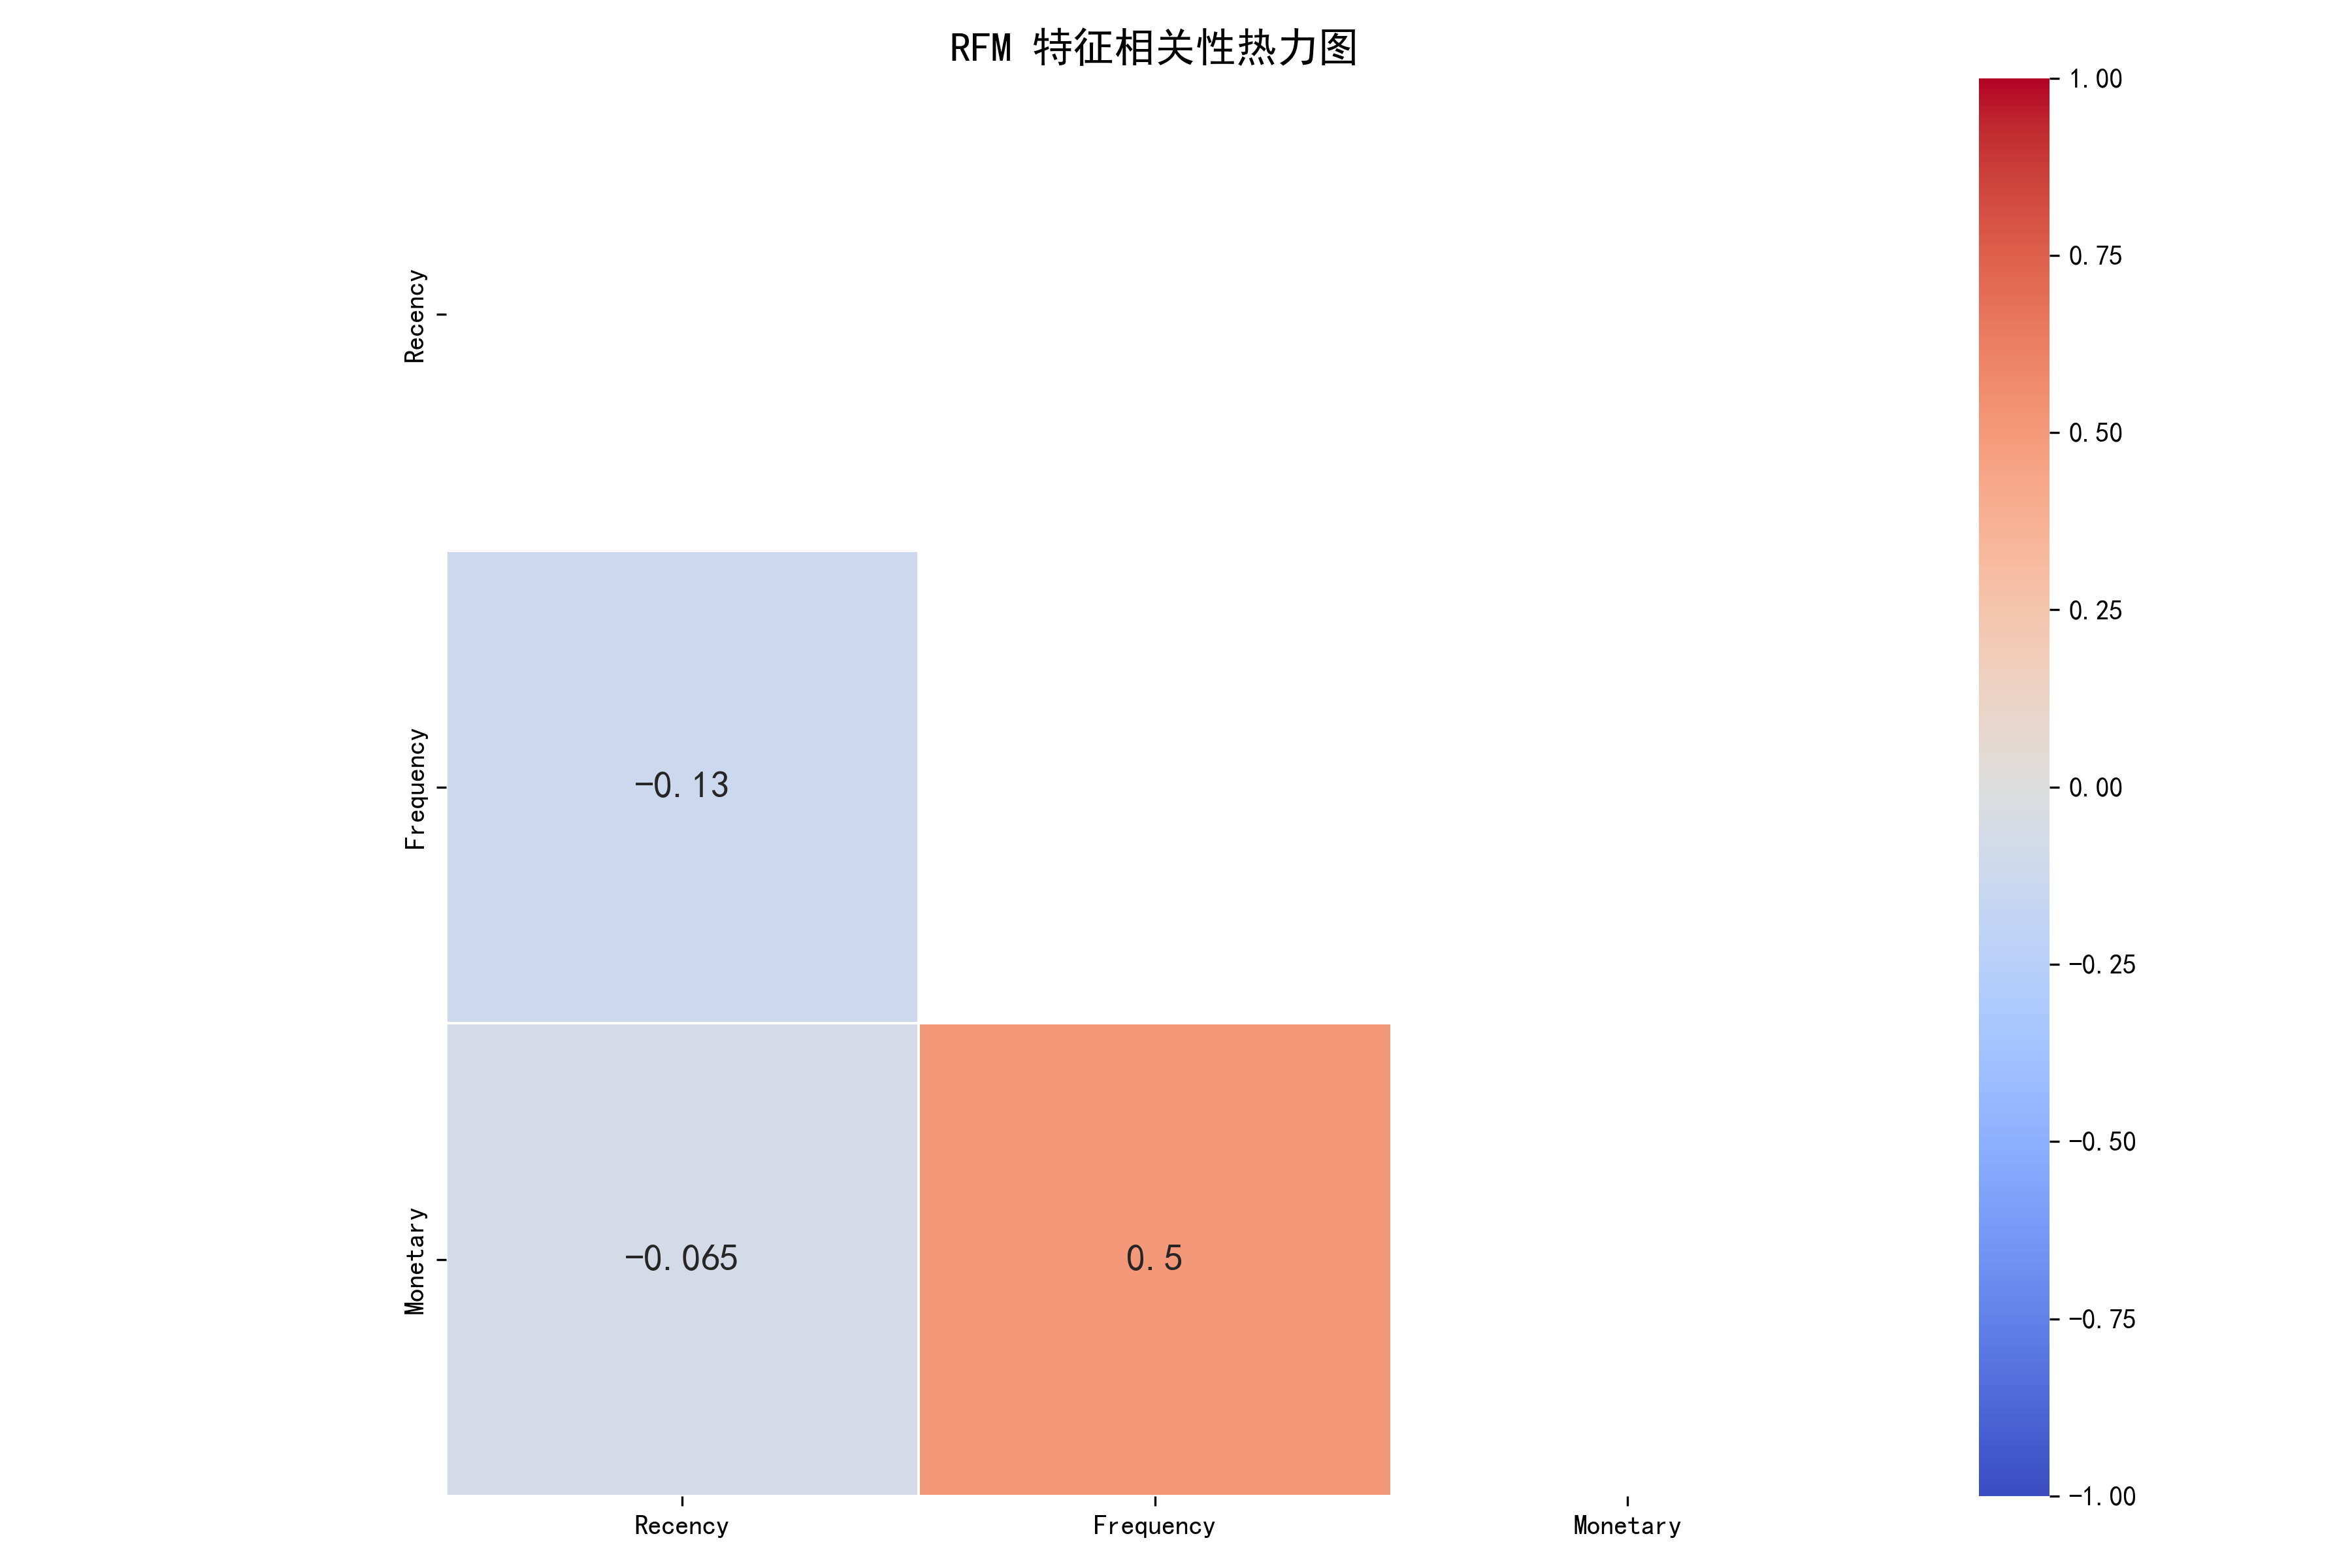 RFM 特征相关性热力图
Recency
Frequency
Monetary
-0.13
-0.065
0.5
Recency
Frequency
Monetary
1.00
0.75
0.50
0.25
0.00
-0.25
-0.50
-0.75
-1.00